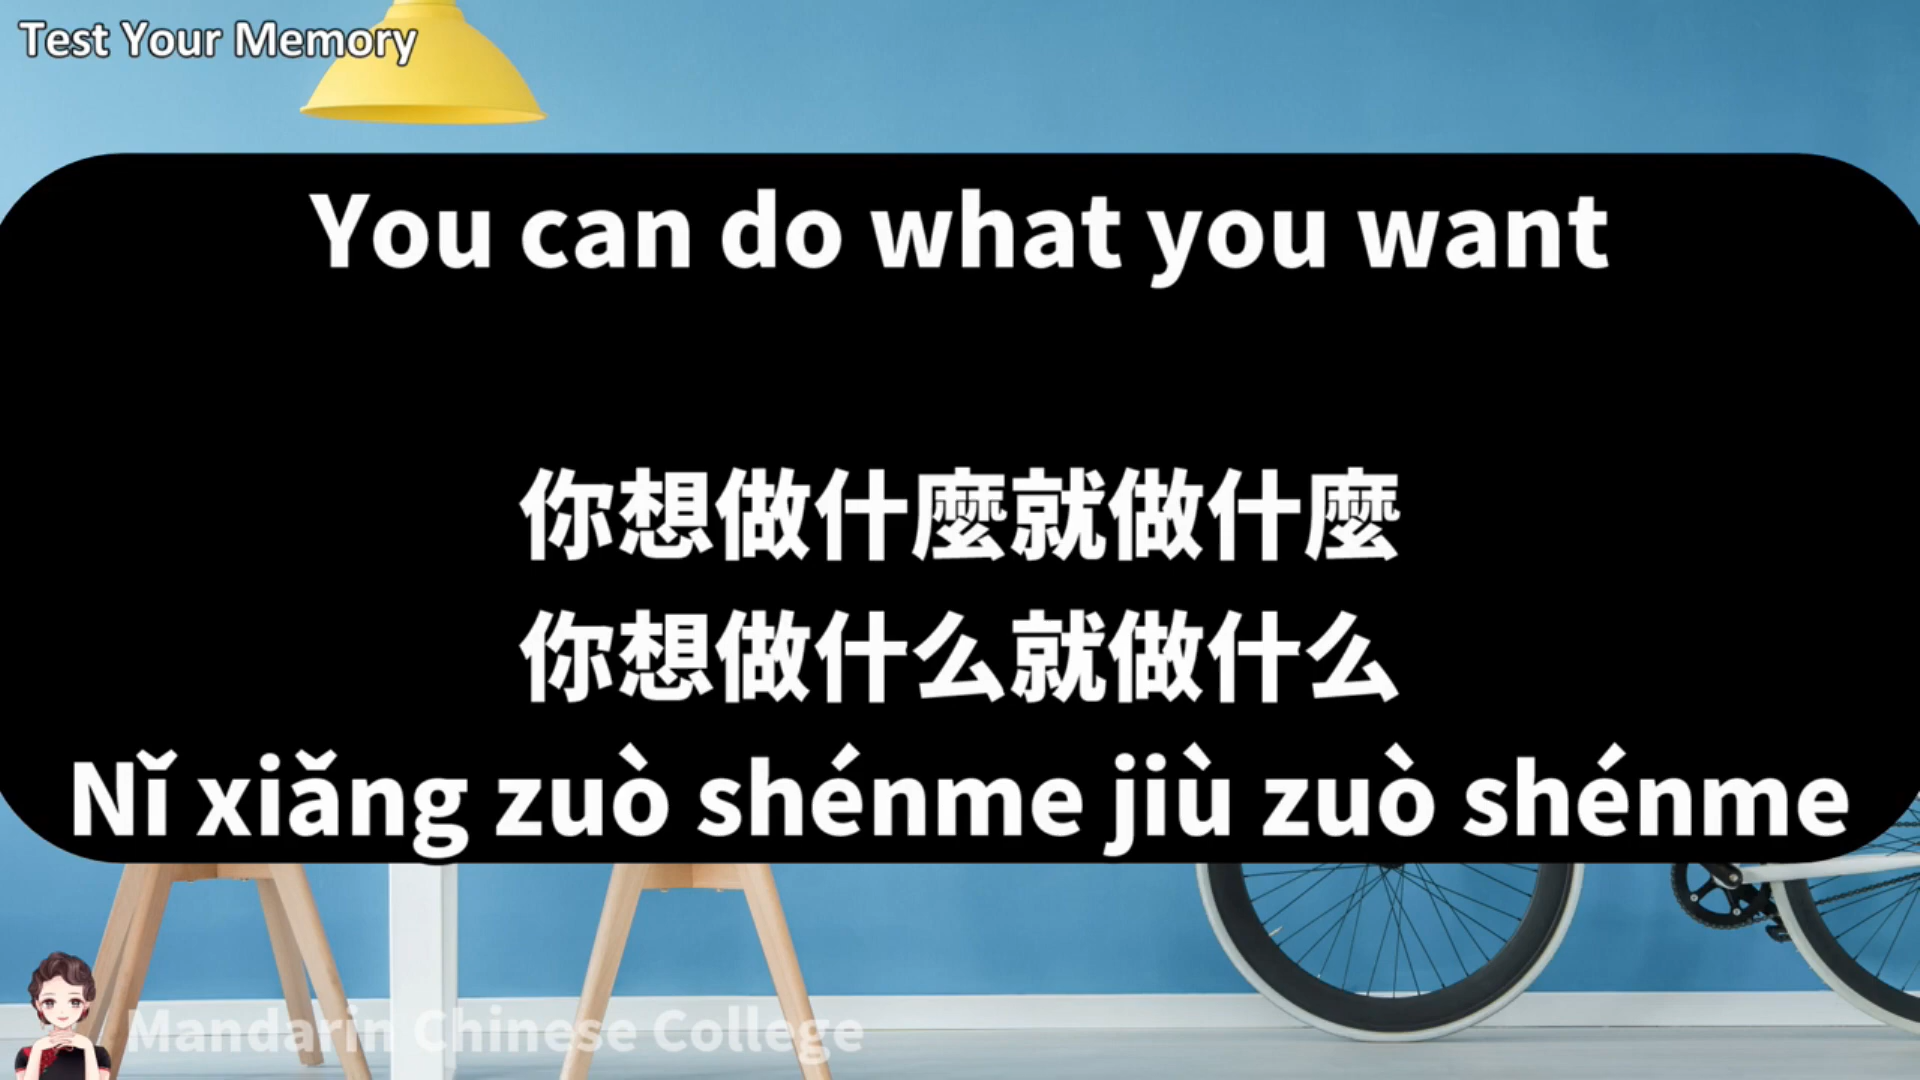 Test Your Memory
You can do what you want
你想做什麼就做什麼
你想做什么就做什么
Nǐ xiǎng zuò shénme jiù zuò shénme
Mandarin Chinese College